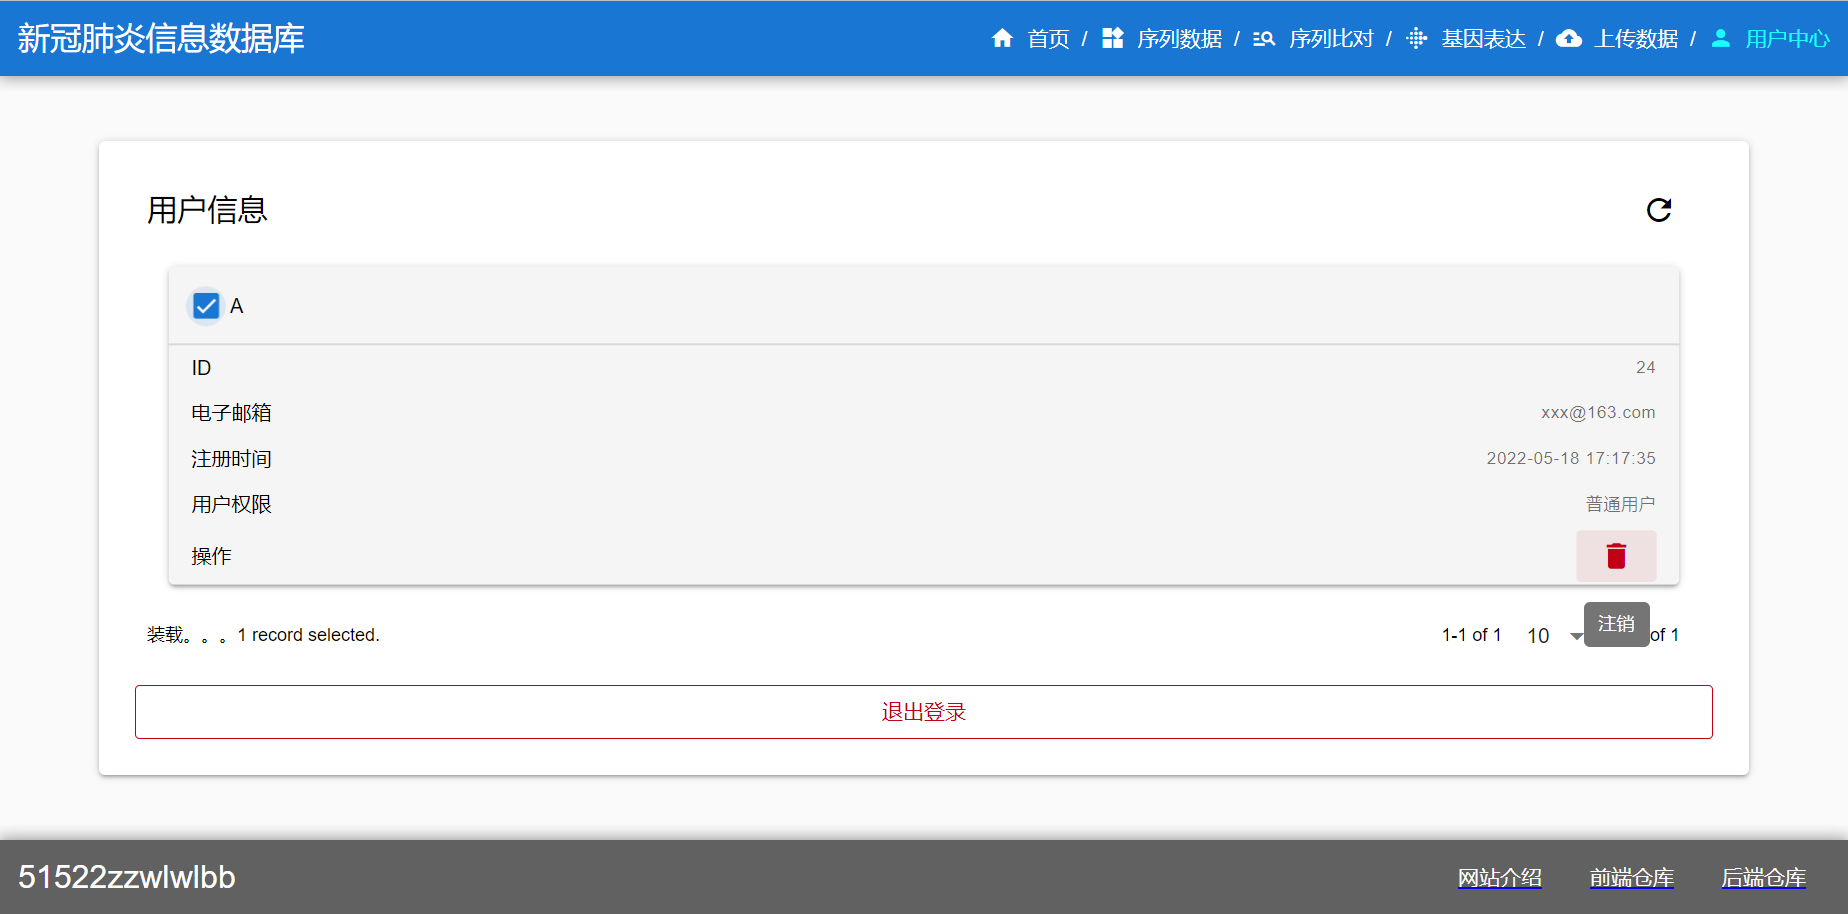 新冠肺炎信息数据库
首页 / 序列数据 / 序列比对 / 基因表达 / 上传数据 / 用户中心
用户信息
A
ID 24
电子邮箱 xxx@163.com
注册时间 2022-05-18 17:17:35
用户权限 普通用户
操作
装载。。。1 record selected. 1-1 of 1 10 of 1
注销
退出登录
51522zzwlwlbb 网站介绍 前端仓库 后端仓库